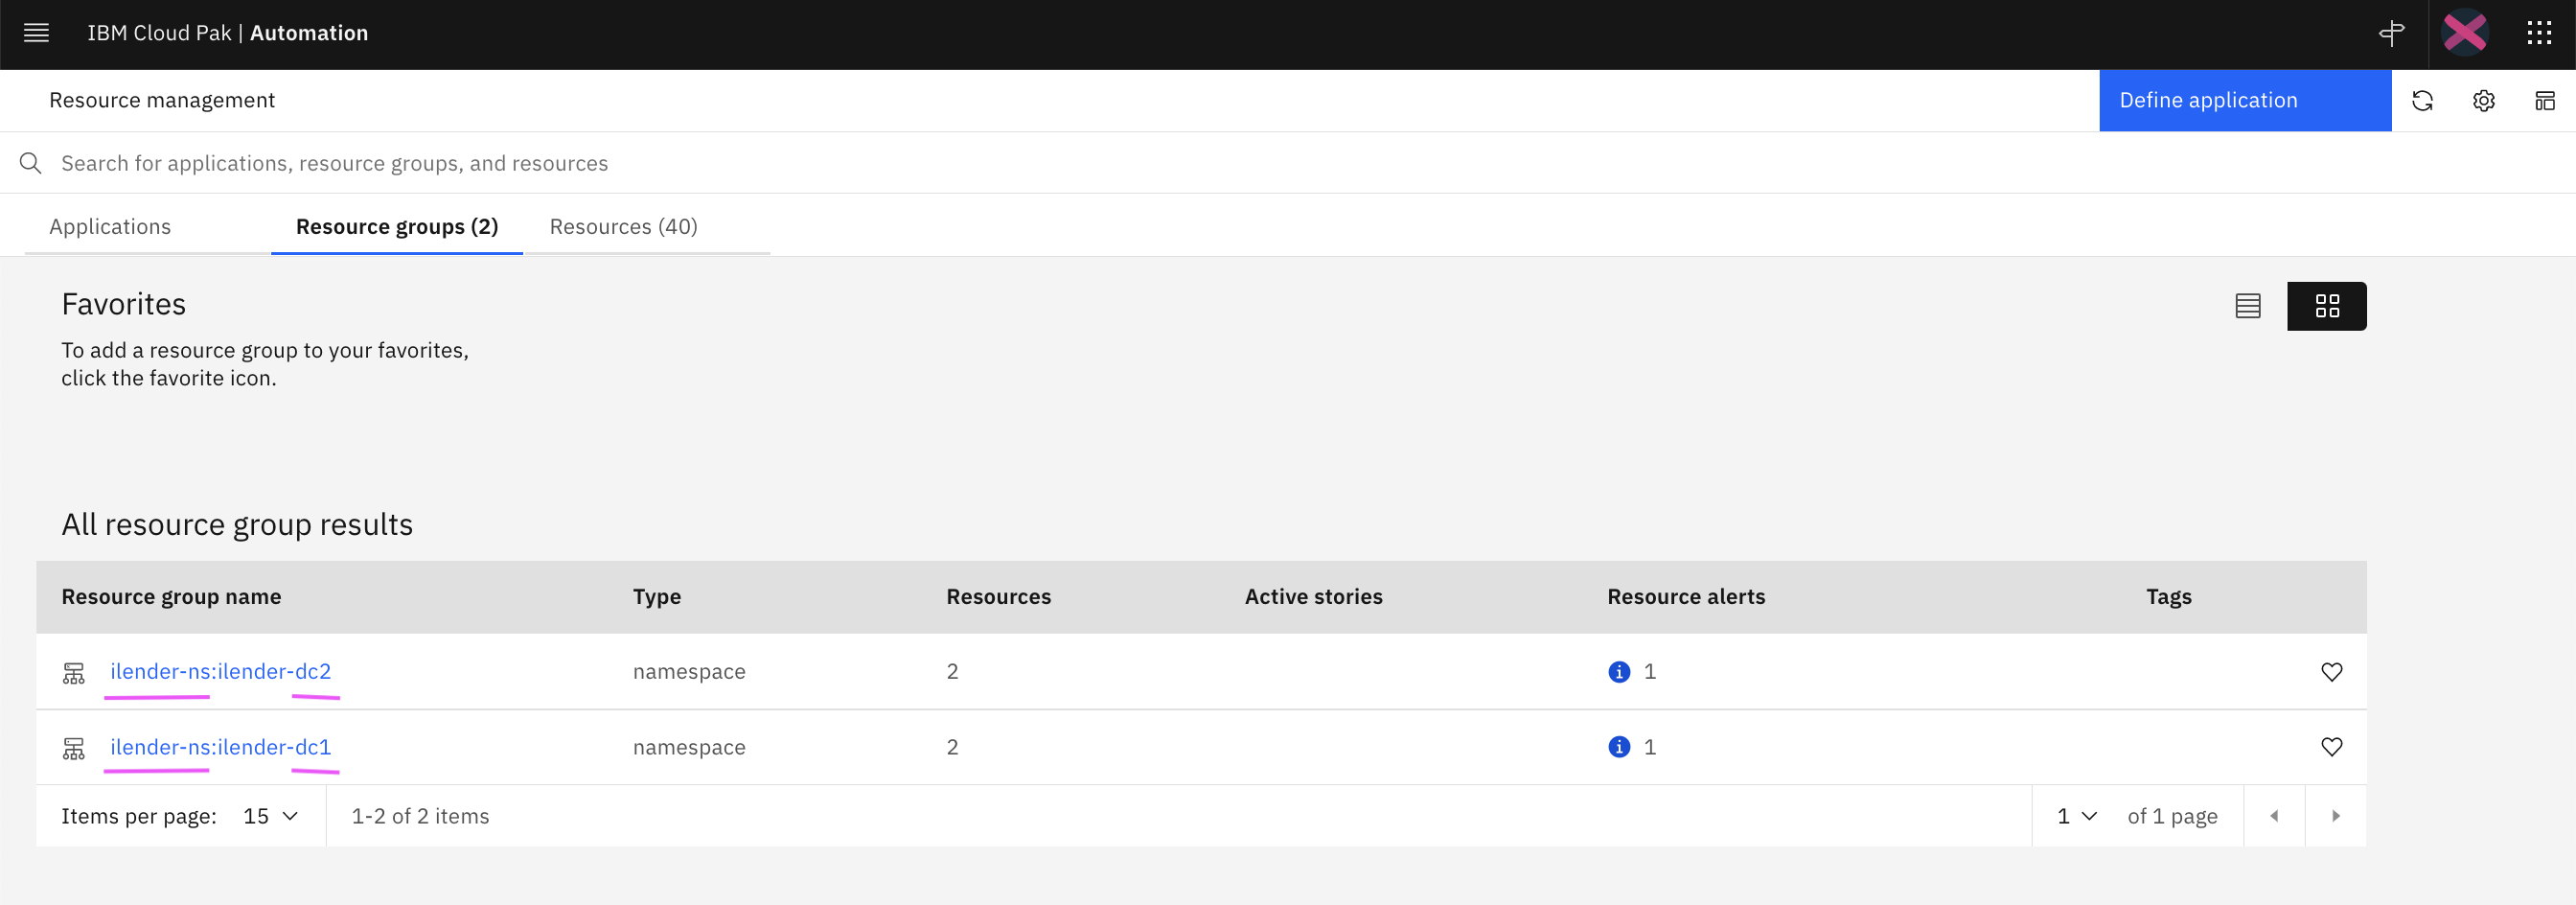 IBM Cloud Pak | Automation
Resource management
Define application
Search for applications, resource groups, and resources
Applications
Resource groups (2)
Resources (40)
Favorites
To add a resource group to your favorites,
click the favorite icon.
All resource group results
Resource group name Type Resources Active stories Resource alerts Tags
ilender-ns:ilender-dc2 namespace 2 1
ilender-ns:ilender-dc1 namespace 2 1
Items per page: 15 1-2 of 2 items 1 of 1 page